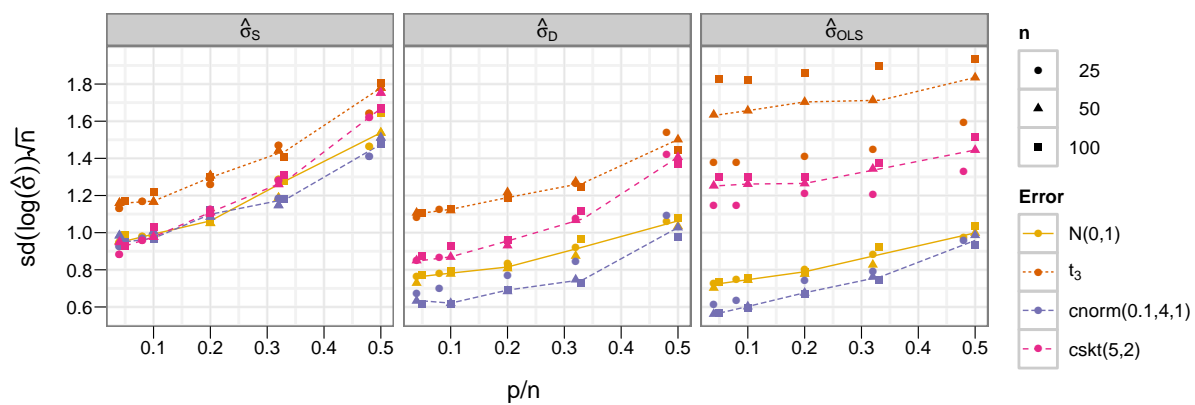 σ̂S σ̂D σ̂OLS
sd(log(σ̂))√n
1.8
1.6
1.4
1.2
1.0
0.8
0.6
0.1 0.2 0.3 0.4 0.5 0.1 0.2 0.3 0.4 0.5 0.1 0.2 0.3 0.4 0.5
p/n
n
25
50
100
Error
N(0,1)
t3
cnorm(0.1,4,1)
cskt(5,2)